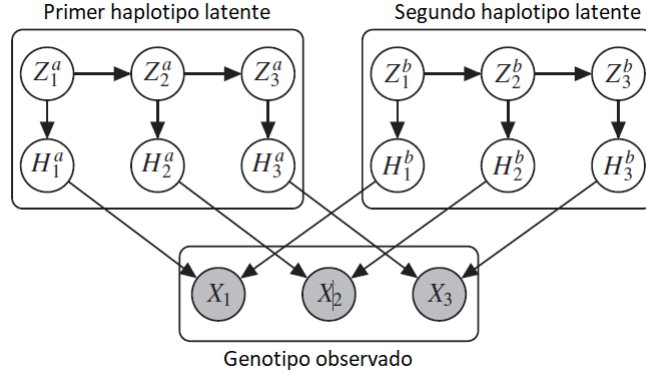 Primer haplotipo latente
Segundo haplotipo latente
Z₁ᵃ Z₂ᵃ Z₃ᵃ Z₁ᵇ Z₂ᵇ Z₃ᵇ
H₁ᵃ H₂ᵃ H₃ᵃ H₁ᵇ H₂ᵇ H₃ᵇ
X₁ X₂ X₃
Genotipo observado